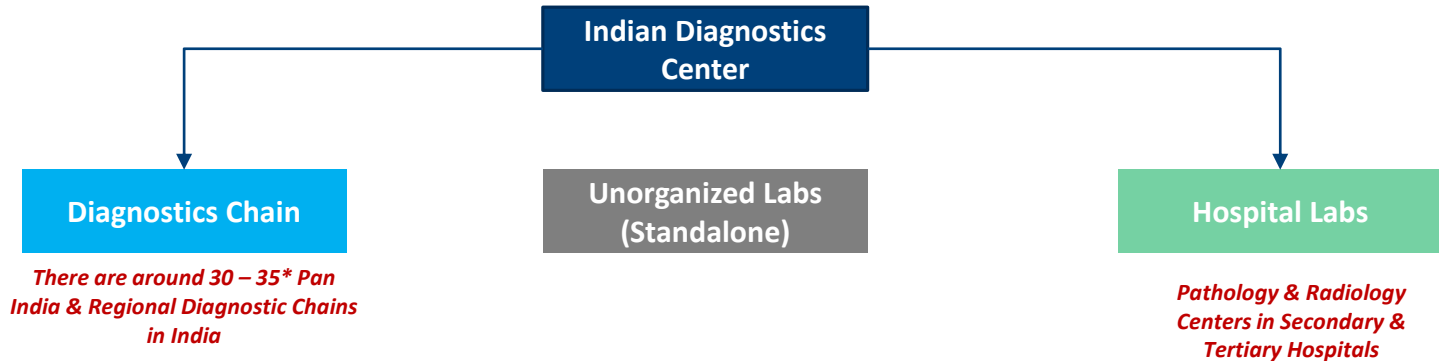 Indian Diagnostics
Center
Diagnostics Chain
Unorganized Labs
(Standalone)
Hospital Labs
There are around 30 – 35* Pan
India & Regional Diagnostic Chains
in India
Pathology & Radiology
Centers in Secondary &
Tertiary Hospitals